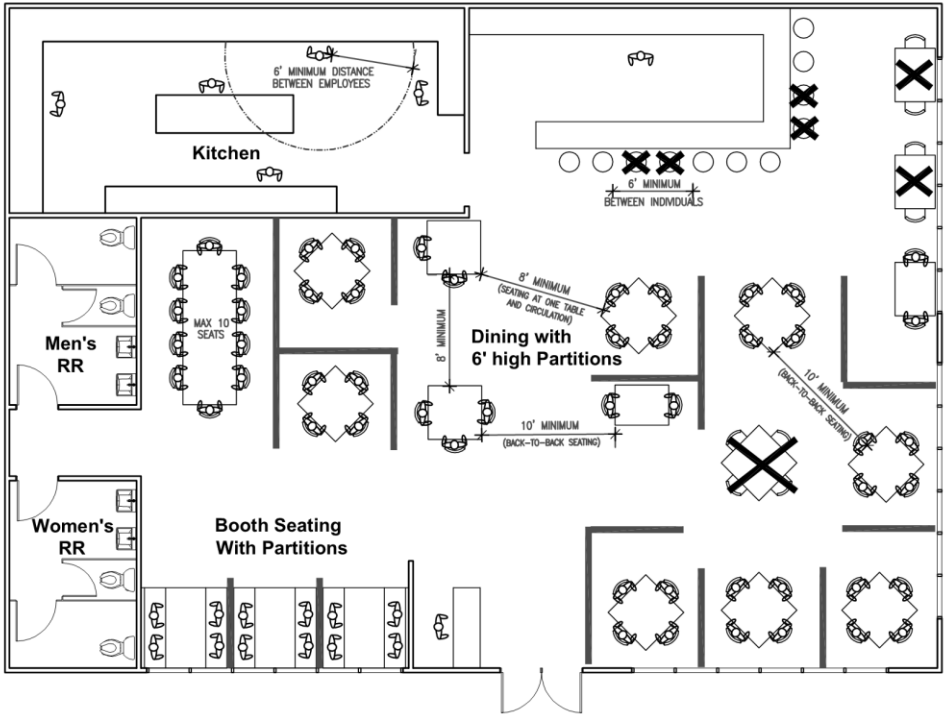 6' MINIMUM DISTANCE
BETWEEN EMPLOYEES
Kitchen
6' MINIMUM
BETWEEN INDIVIDUALS
MAX 10
SEATS
Men's
RR
8' MINIMUM
8' MINIMUM
(SEATING AT ONE TABLE
AND CIRCULATION)
Dining with
6' high Partitions
10' MINIMUM
(BACK-TO-BACK SEATING)
10' MINIMUM
(BACK-TO-BACK SEATING)
Women's
RR
Booth Seating
With Partitions